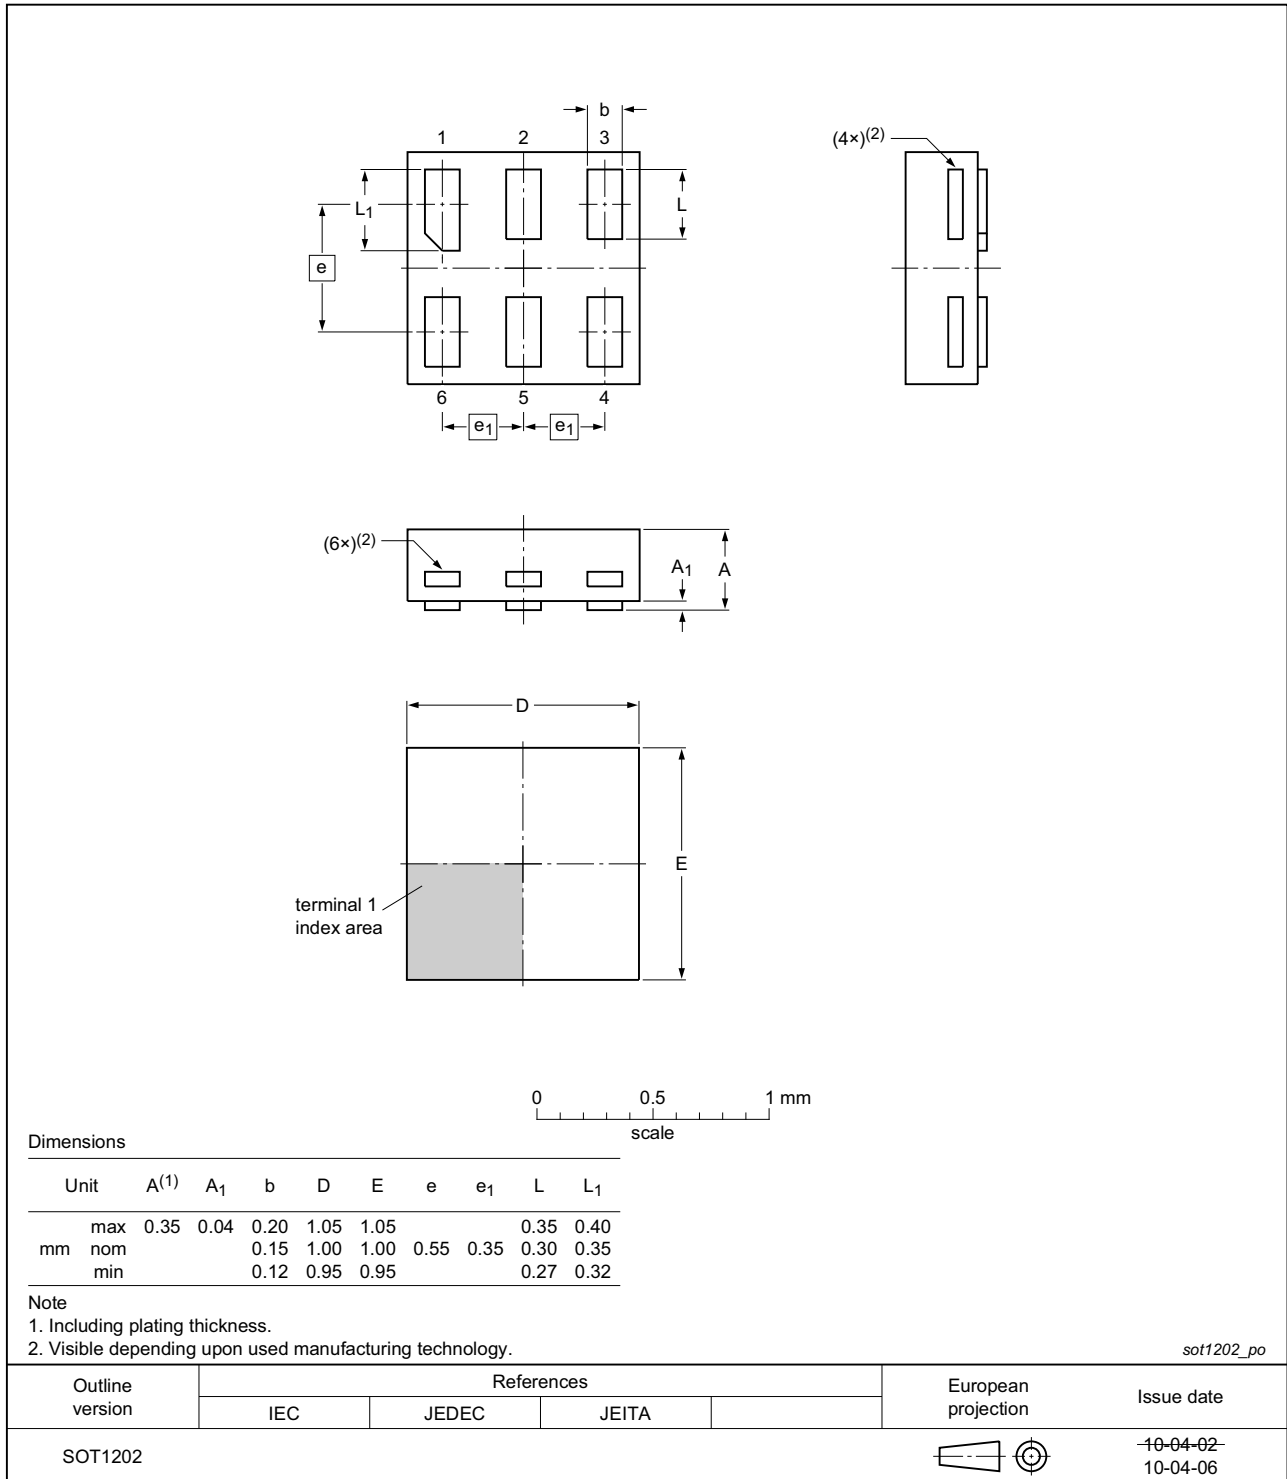 b
1 2 3
(4×)(2)
L1
L
e
6 5 4
e1 e1
(6×)(2)
A1 A
D
E
terminal 1
index area
0 0.5 1 mm
scale
Dimensions
Unit A(1) A1 b D E e e1 L L1
max 0.35 0.04 0.20 1.05 1.05 0.35 0.40
mm nom 0.15 1.00 1.00 0.55 0.35 0.30 0.35
min 0.12 0.95 0.95 0.27 0.32
Note
1. Including plating thickness.
2. Visible depending upon used manufacturing technology.
sot1202_po
Outline
version
References
IEC JEDEC JEITA
European
projection
Issue date
SOT1202
10-04-02
10-04-06